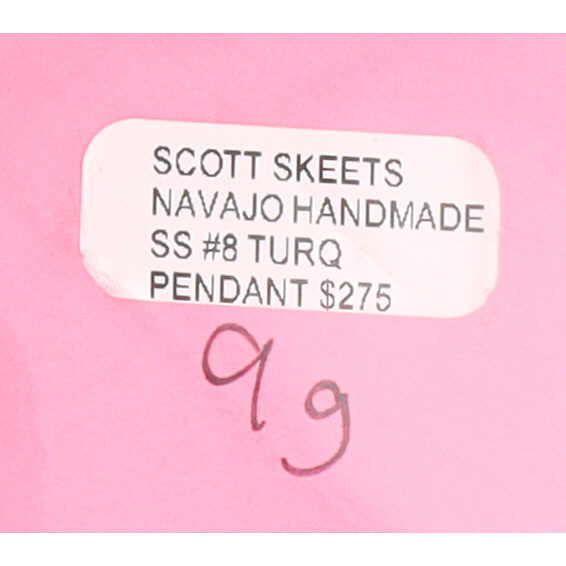 SCOTT SKEETS
NAVAJO HANDMADE
SS #8 TURQ
PENDANT $275
9g